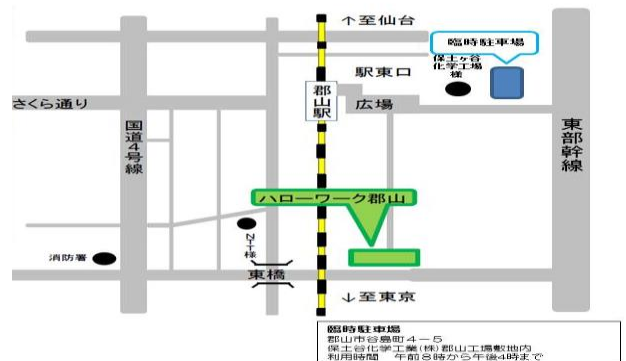 ↑至仙台
臨時駐車場
保土ヶ谷
化学工場
様
駅東口
広場
郡山駅
さくら通り
国道4号線
東部幹線
ハローワーク郡山
NTT様
消防署
東橋
↓至東京
臨時駐車場
郡山市谷島町4-5
保土谷化学工業(株)郡山工場敷地内
利用時間 午前8時から午後4時まで